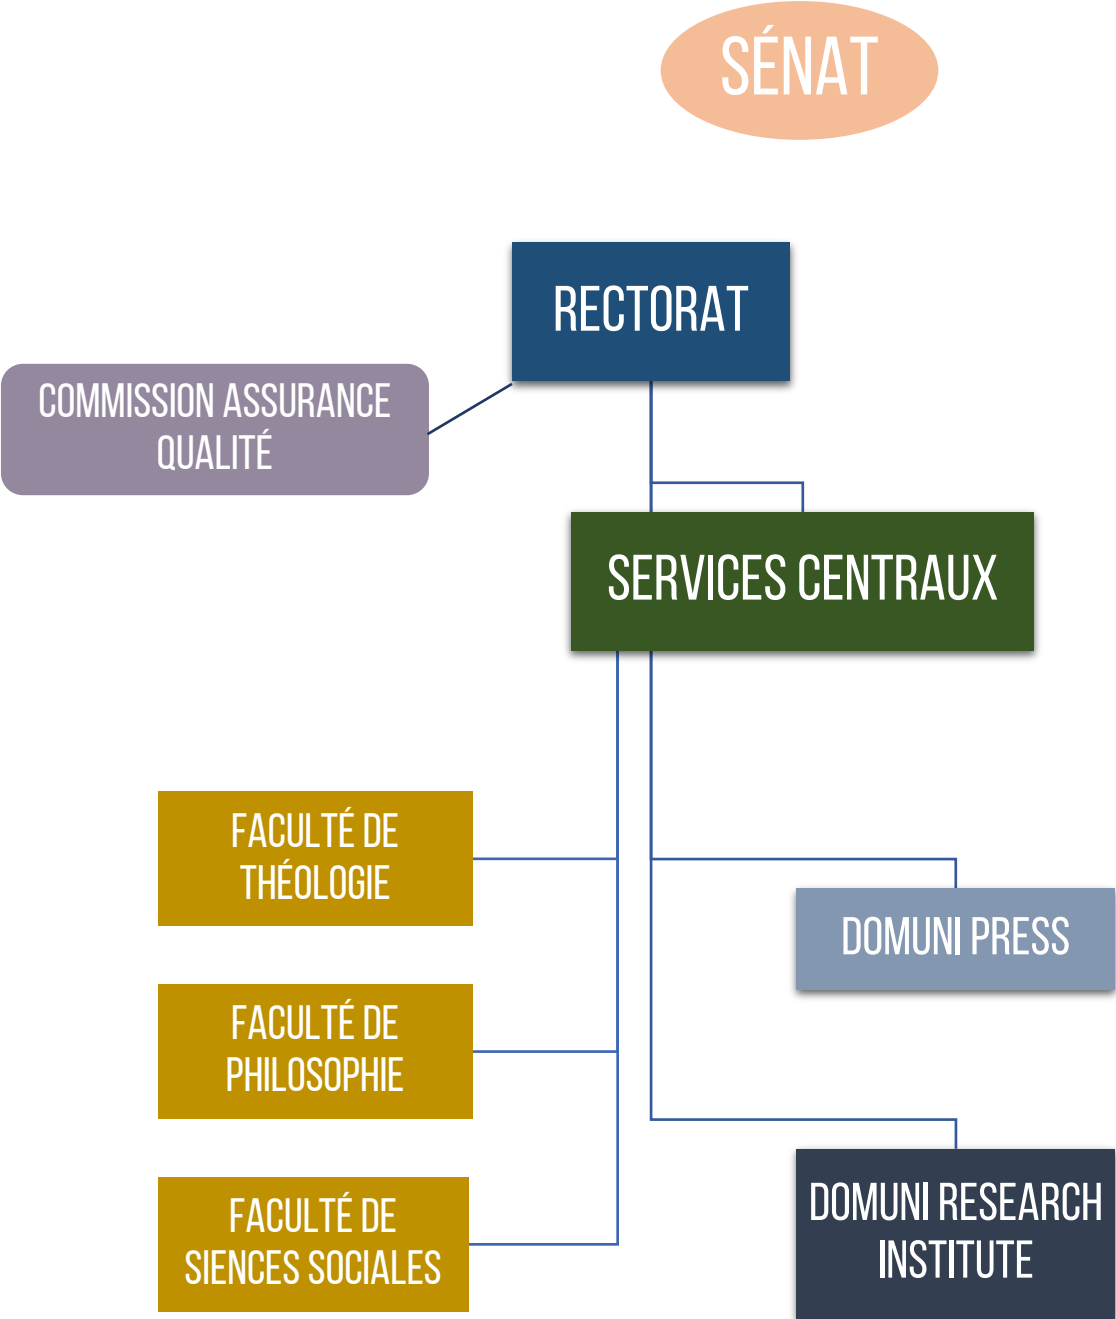 SÉNAT
RECTORAT
COMMISSION ASSURANCE
QUALITÉ
SERVICES CENTRAUX
FACULTÉ DE
THÉOLOGIE
DOMUNI PRESS
FACULTÉ DE
PHILOSOPHIE
FACULTÉ DE
SIENCES SOCIALES
DOMUNI RESEARCH
INSTITUTE